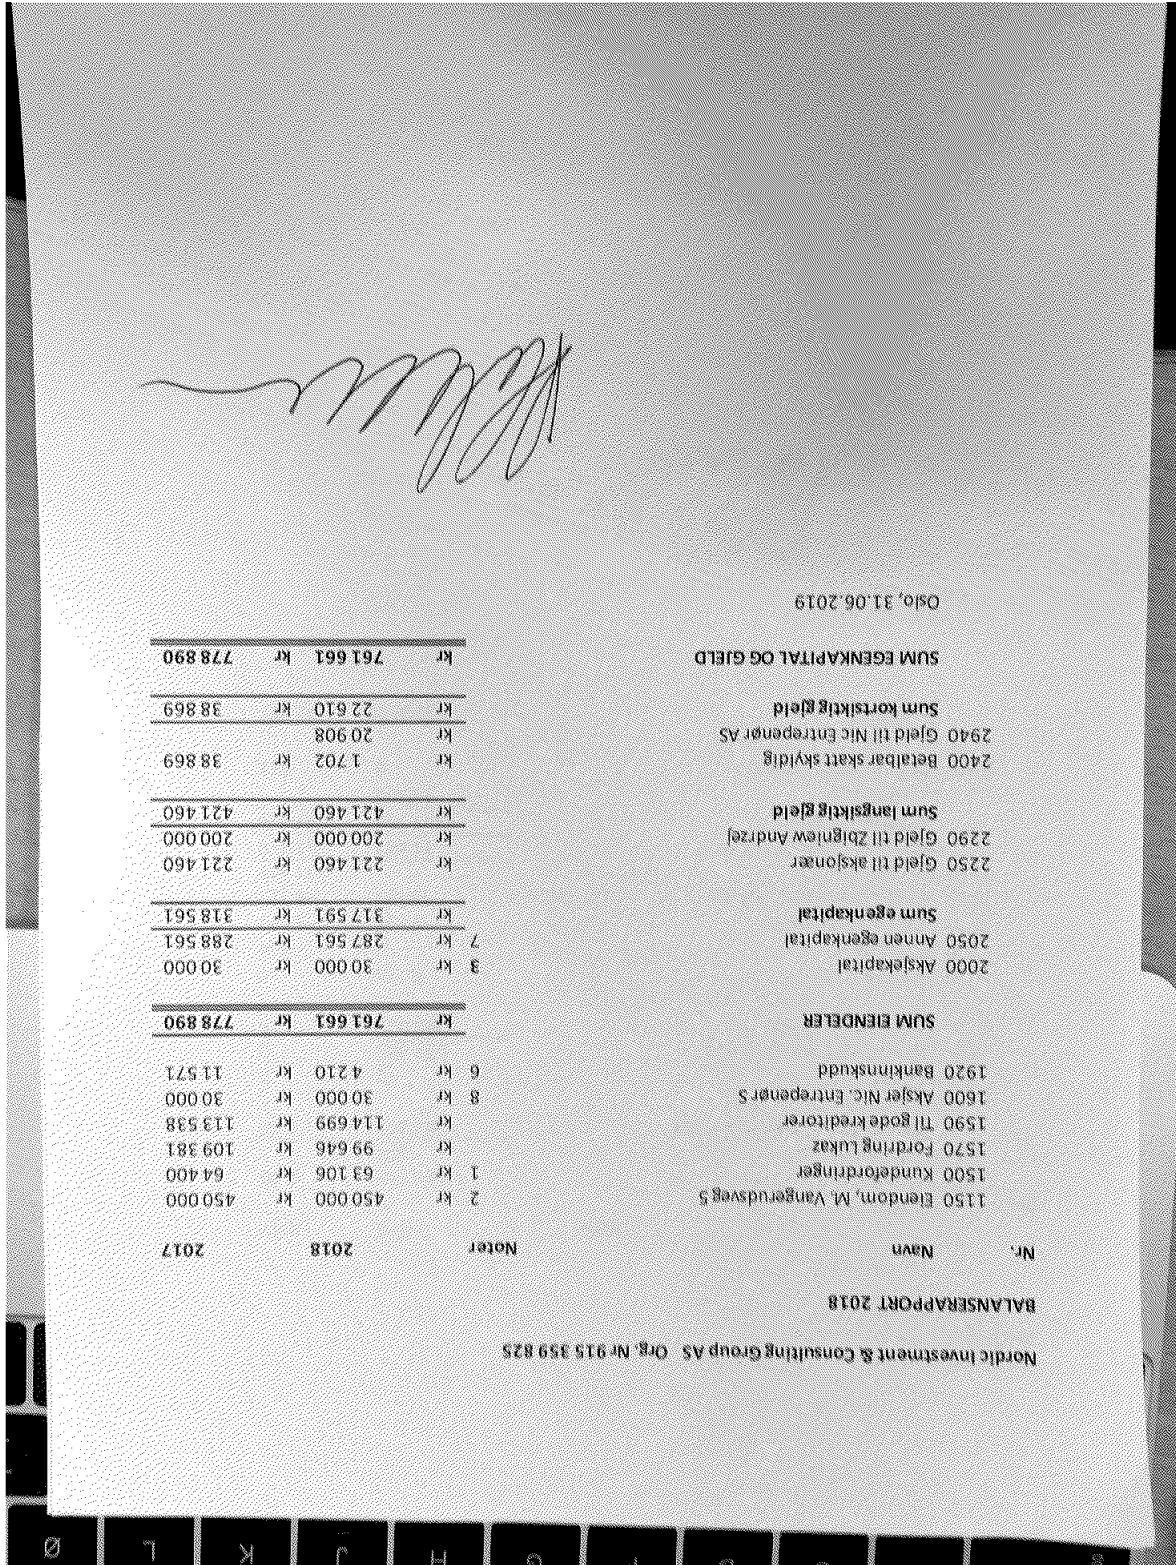 Nordic Investment & Consulting Group AS Org. Nr 915 359 825
BALANSERAPPORT 2018
Nr. Navn Noter 2018 2017
1150 Eiendom, M. Vangerudsveg 5 2 kr 450 000 kr 450 000
1500 Kundefordringer 1 kr 63 106 kr 64 400
1570 Fordring Lukaz kr 99 646 kr 109 381
1590 Til gode kreditorer kr 114 699 kr 113 538
1600 Aksjer Nic. Entrepenør S 8 kr 30 000 kr 30 000
1920 Bankinnskudd 6 kr 4 210 kr 11 571
SUM EIENDELER kr 761 661 kr 778 890
2000 Aksjekapital 3 kr 30 000 kr 30 000
2050 Annen egenkapital 7 kr 287 561 kr 288 561
Sum egenkapital kr 317 591 kr 318 561
2250 Gjeld til aksjonær kr 221 460 kr 221 460
2290 Gjeld til Zbigniew Andrzej kr 200 000 kr 200 000
Sum langsiktig gjeld kr 421 460 kr 421 460
2400 Betalbar skatt skyldig kr 1 702 kr 38 869
2940 Gjeld til Nic Entrepenør AS kr 20 908
Sum kortsiktig gjeld kr 22 610 kr 38 869
SUM EGENKAPITAL OG GJELD kr 761 661 kr 778 890
Oslo, 31.06.2019
G H J K L Ø